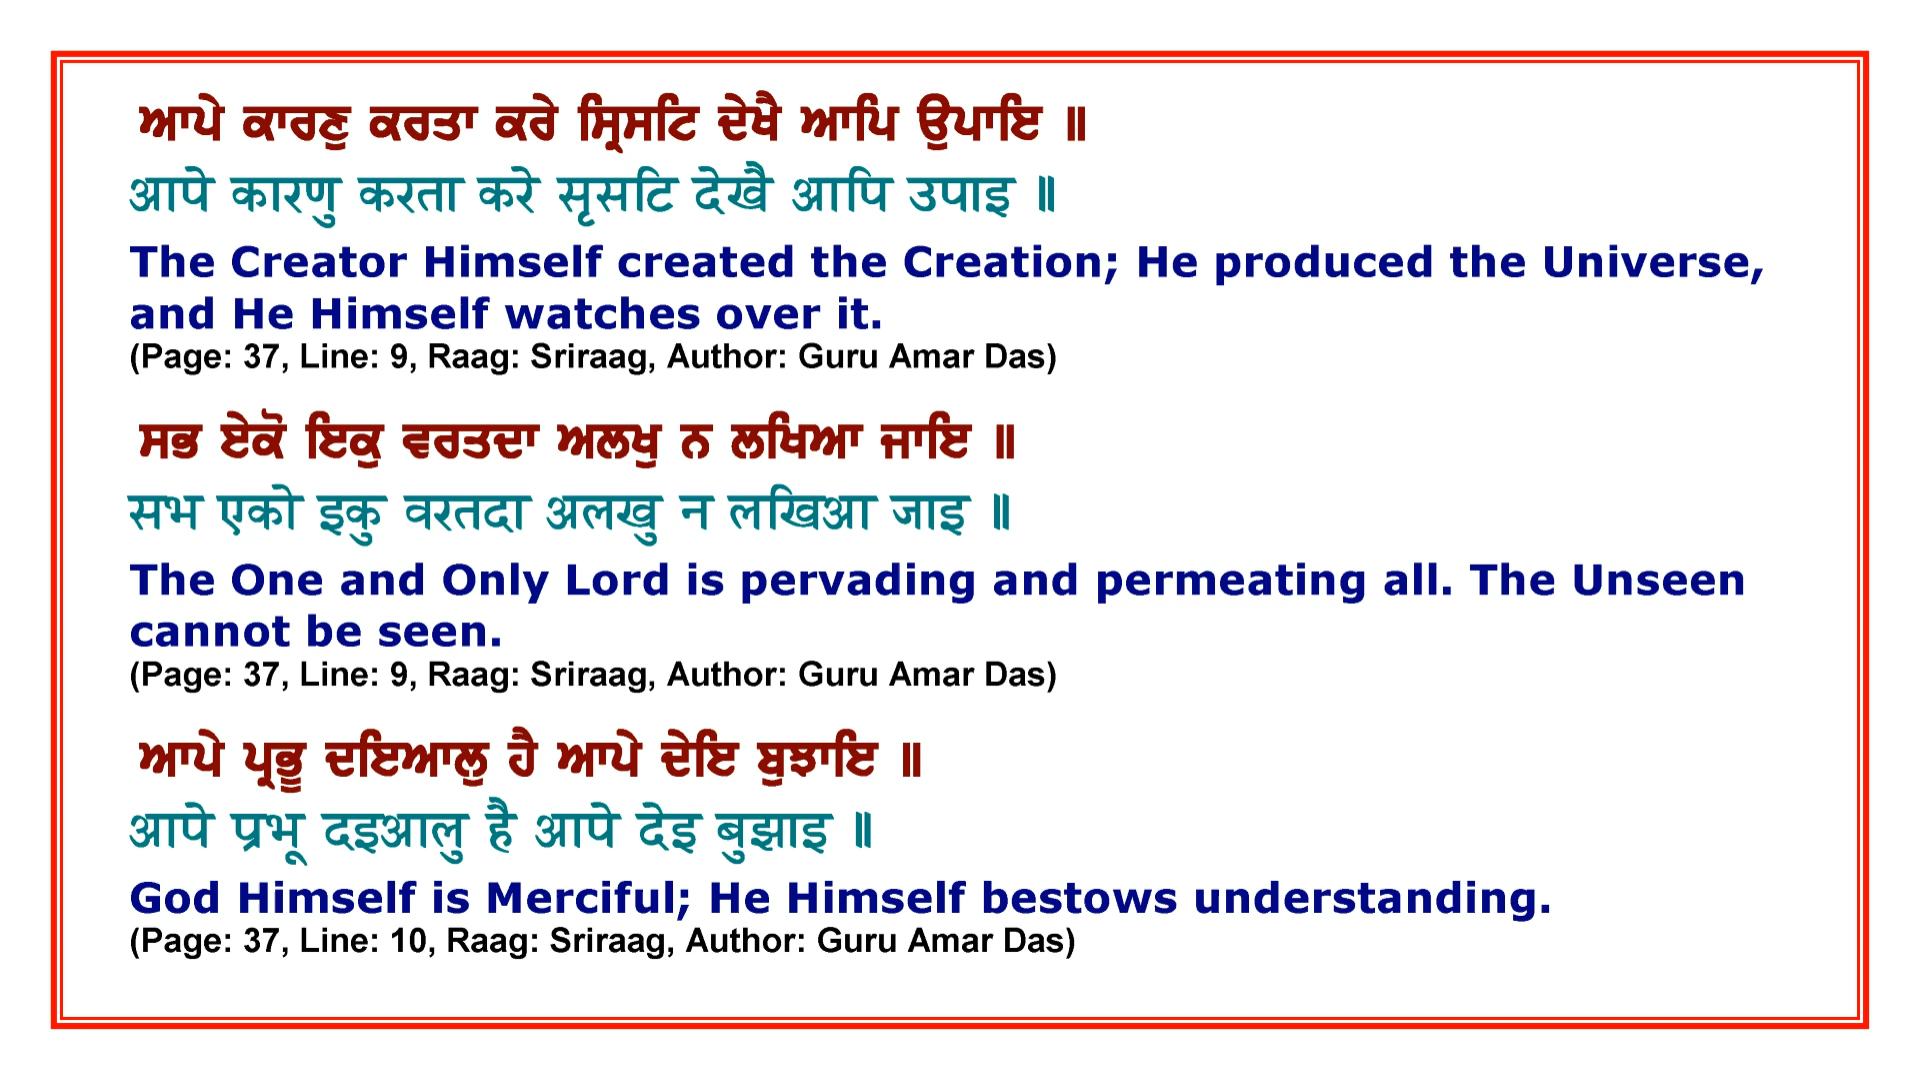 ਆਪੇ ਕਾਰਣੁ ਕਰਤਾ ਕਰੇ ਸ੍ਰਿਸਟਿ ਦੇਖੈ ਆਪਿ ਉਪਾਇ ॥
आपे कारणु करता करे सृसटि देखै आपि उपाइ ॥
The Creator Himself created the Creation; He produced the Universe,
and He Himself watches over it.
(Page: 37, Line: 9, Raag: Sriraag, Author: Guru Amar Das)
ਸਭ ਏਕੋ ਇਕੁ ਵਰਤਦਾ ਅਲਖੁ ਨ ਲਖਿਆ ਜਾਇ ॥
सभ एको इकु वरतदा अलखु न लखिआ जाइ ॥
The One and Only Lord is pervading and permeating all. The Unseen
cannot be seen.
(Page: 37, Line: 9, Raag: Sriraag, Author: Guru Amar Das)
ਆਪੇ ਪ੍ਰਭੂ ਦਇਆਲੁ ਹੈ ਆਪੇ ਦੇਇ ਬੁਝਾਇ ॥
आपे प्रभू दइआलु है आपे देइ बुझाइ ॥
God Himself is Merciful; He Himself bestows understanding.
(Page: 37, Line: 10, Raag: Sriraag, Author: Guru Amar Das)